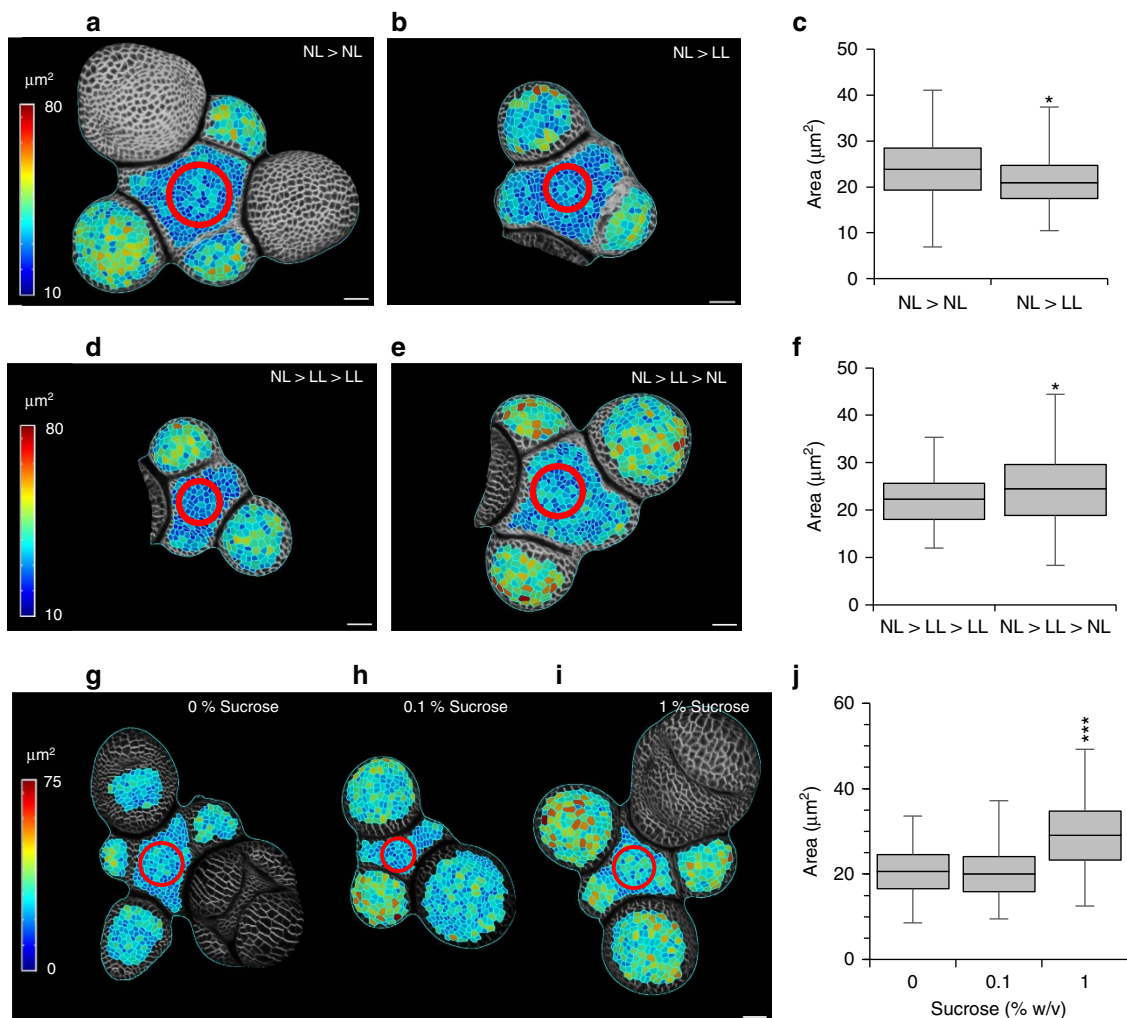 a
NL > NL
μm²
80
10
b
NL > LL
c
50
40
30
20
10
0
Area (μm²)
*
NL > NL
NL > LL
d
NL > LL > LL
μm²
80
10
e
NL > LL > NL
f
50
40
30
20
10
0
Area (μm²)
*
NL > LL > LL
NL > LL > NL
g
0 % Sucrose
μm²
75
0
h
0.1 % Sucrose
i
1 % Sucrose
j
60
40
20
0
Area (μm²)
***
0
0.1
1
Sucrose (% w/v)